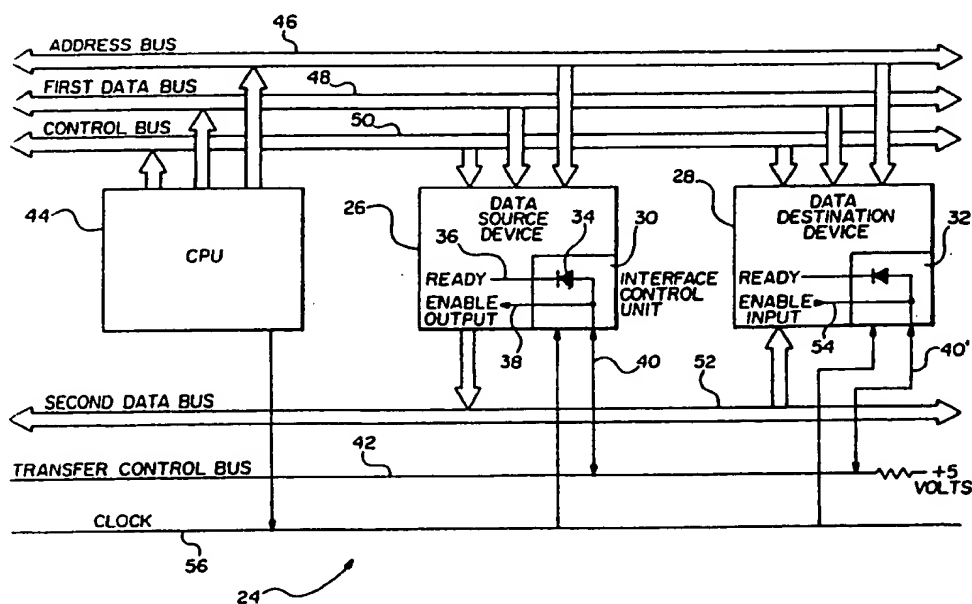 46
ADDRESS BUS
48
FIRST DATA BUS
50
CONTROL BUS
44
CPU
26
DATA
SOURCE
DEVICE
34
30
36
READY
ENABLE
OUTPUT
38
INTERFACE
CONTROL
UNIT
40
28
DATA
DESTINATION
DEVICE
32
READY
ENABLE
INPUT
54
40'
52
SECOND DATA BUS
42
TRANSFER CONTROL BUS
+5
VOLTS
CLOCK
56
24